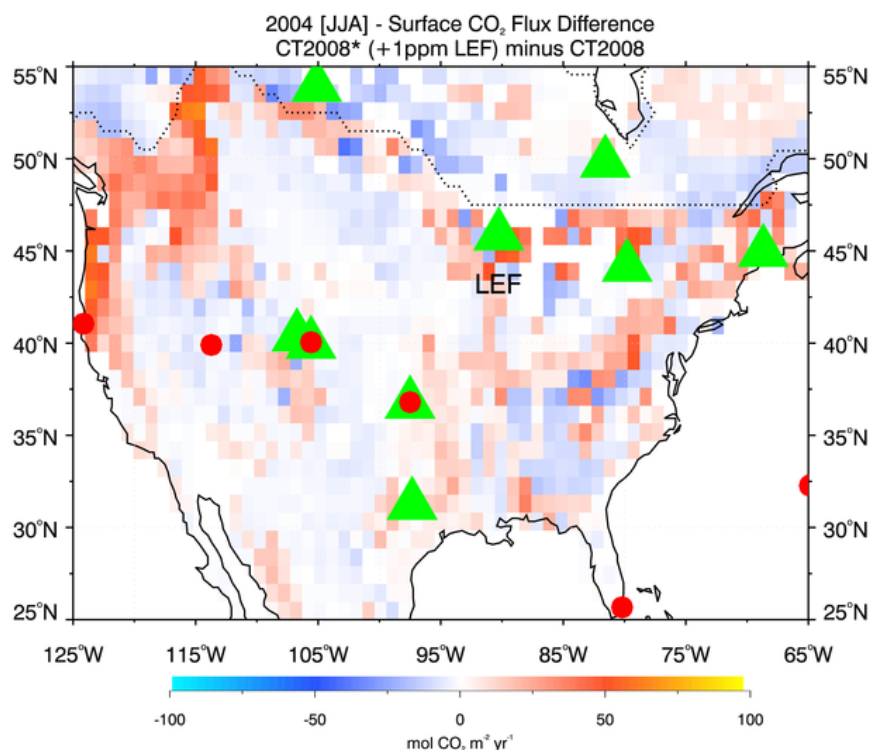 2004 [JJA] - Surface CO₂ Flux Difference
CT2008* (+1ppm LEF) minus CT2008
55°N 55°N
50°N 50°N
45°N 45°N
LEF
40°N 40°N
35°N 35°N
30°N 30°N
25°N 25°N
125°W 115°W 105°W 95°W 85°W 75°W 65°W
-100 -50 0 50 100
mol CO₂ m⁻² yr⁻¹